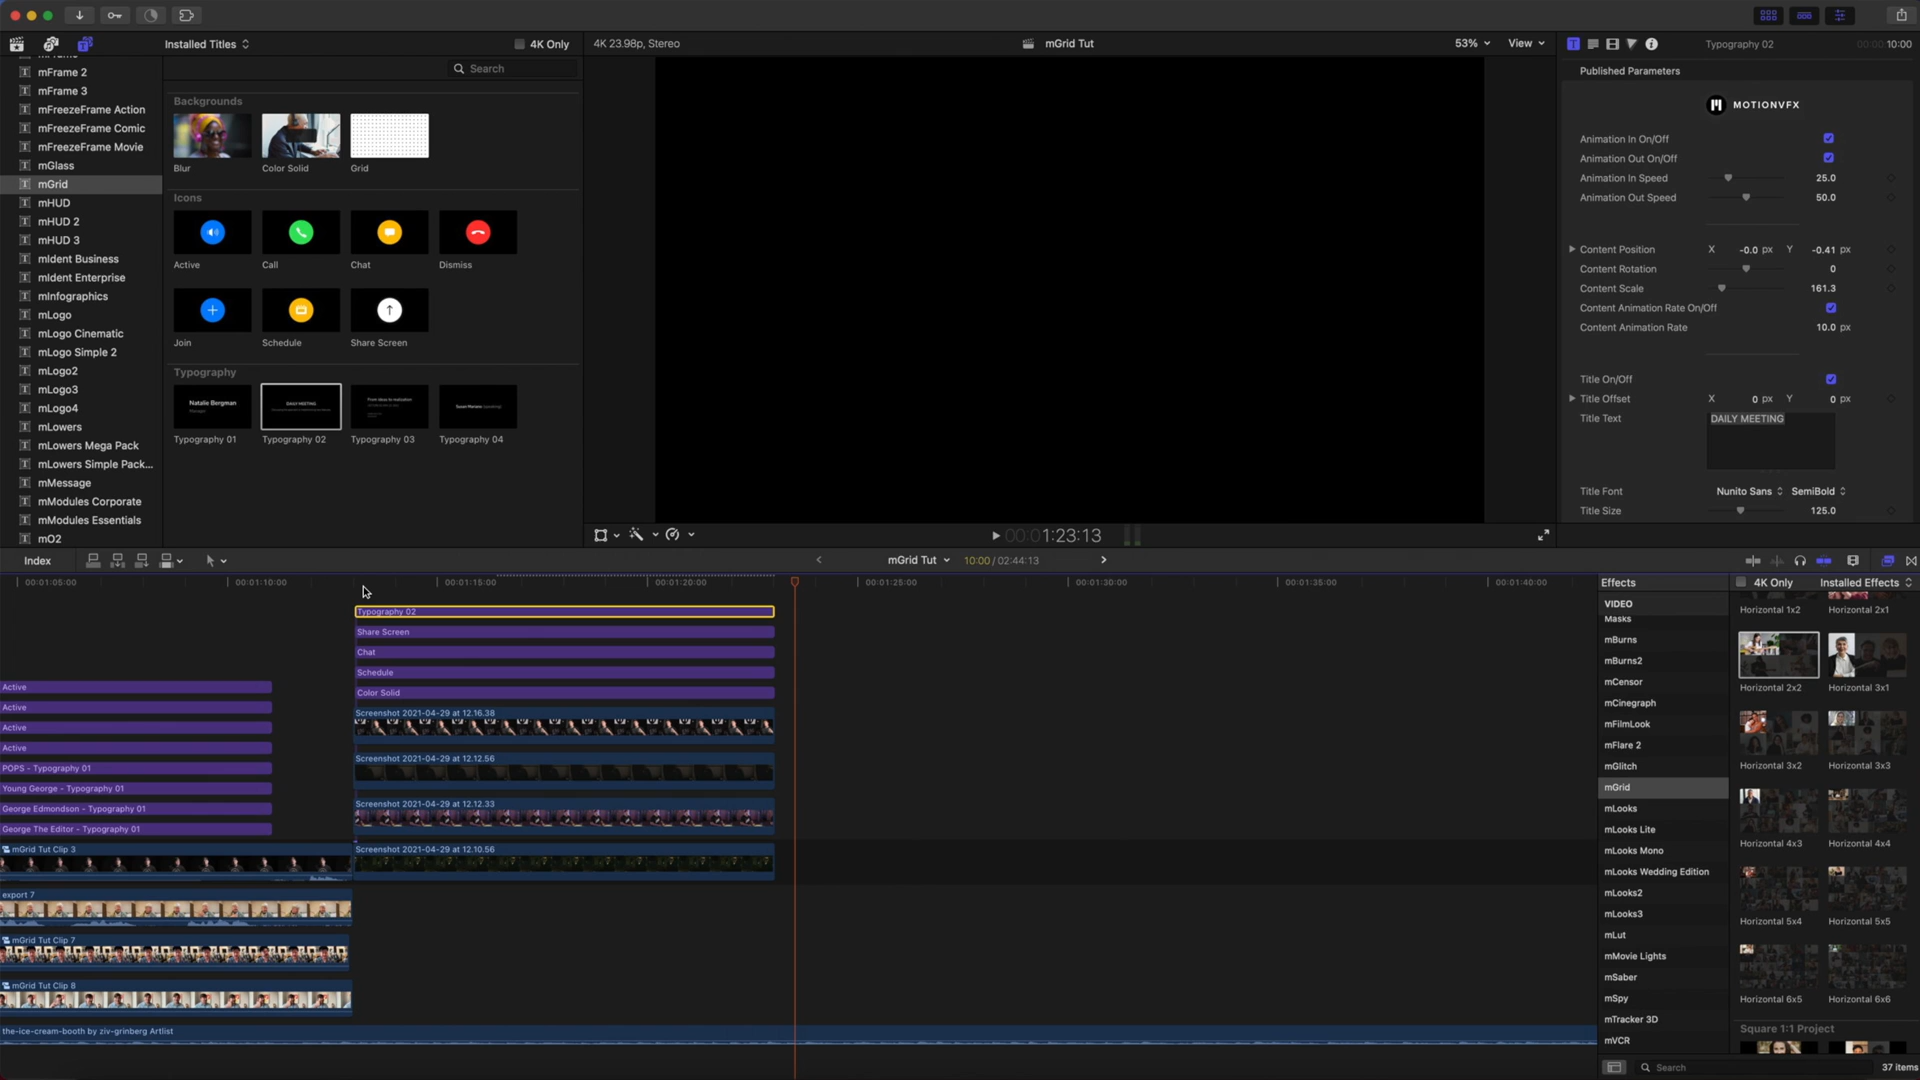 Installed Titles
4K Only
4K 23.98p, Stereo
mGrid Tut
53%
View
Typography 02
00:00:10:00
mFrame 2
mFrame 3
mFreezeFrame Action
mFreezeFrame Comic
mFreezeFrame Movie
mGlass
mGrid
mHUD
mHUD 2
mHUD 3
mIdent Business
mIdent Enterprise
mInfographics
mLogo
mLogo Cinematic
mLogo Simple 2
mLogo2
mLogo3
mLogo4
mLowers
mLowers Mega Pack
mLowers Simple Pack...
mMessage
mModules Corporate
mModules Essentials
mO2
Search
Backgrounds
Blur
Color Solid
Grid
Icons
Active
Call
Chat
Dismiss
Join
Schedule
Share Screen
Typography
Natalie Bergman
Manager
DAILY MEETING
From ideas to realization
Susan Mariano (speaking)
Typography 01
Typography 02
Typography 03
Typography 04
00:00:1:23:13
Published Parameters
MOTIONVFX
Animation In On/Off
Animation Out On/Off
Animation In Speed 25.0
Animation Out Speed 50.0
Content Position X -0.0 px Y -0.41 px
Content Rotation 0
Content Scale 161.3
Content Animation Rate On/Off
Content Animation Rate 10.0 px
Title On/Off
Title Offset X 0 px Y 0 px
Title Text DAILY MEETING
Title Font Nunito Sans SemiBold
Title Size 125.0
Index
mGrid Tut
10:00 / 02:44:13
00:01:05:00
00:01:10:00
00:01:15:00
00:01:20:00
00:01:25:00
00:01:30:00
00:01:35:00
00:01:40:00
Typography 02
Share Screen
Chat
Schedule
Color Solid
Screenshot 2021-04-29 at 12.16.38
Screenshot 2021-04-29 at 12.12.56
Screenshot 2021-04-29 at 12.12.33
Screenshot 2021-04-29 at 12.10.56
Active
Active
Active
Active
POPS - Typography 01
Young George - Typography 01
George Edmondson - Typography 01
George The Editor - Typography 01
mGrid Tut Clip 3
export 7
mGrid Tut Clip 7
mGrid Tut Clip 8
the-ice-cream-booth by ziv-grinberg Artlist
Effects
4K Only
Installed Effects
VIDEO
Masks
mBurns
mBurns2
mCensor
mCinegraph
mFilmLook
mFlare 2
mGlitch
mGrid
mLooks
mLooks Lite
mLooks Mono
mLooks Wedding Edition
mLooks2
mLooks3
mLut
mMovie Lights
mSaber
mSpy
mTracker 3D
mVCR
Horizontal 1x2
Horizontal 2x1
Horizontal 2x2
Horizontal 3x1
Horizontal 3x2
Horizontal 3x3
Horizontal 4x3
Horizontal 4x4
Horizontal 5x4
Horizontal 5x5
Horizontal 6x5
Horizontal 6x6
Square 1:1 Project
Search
37 items